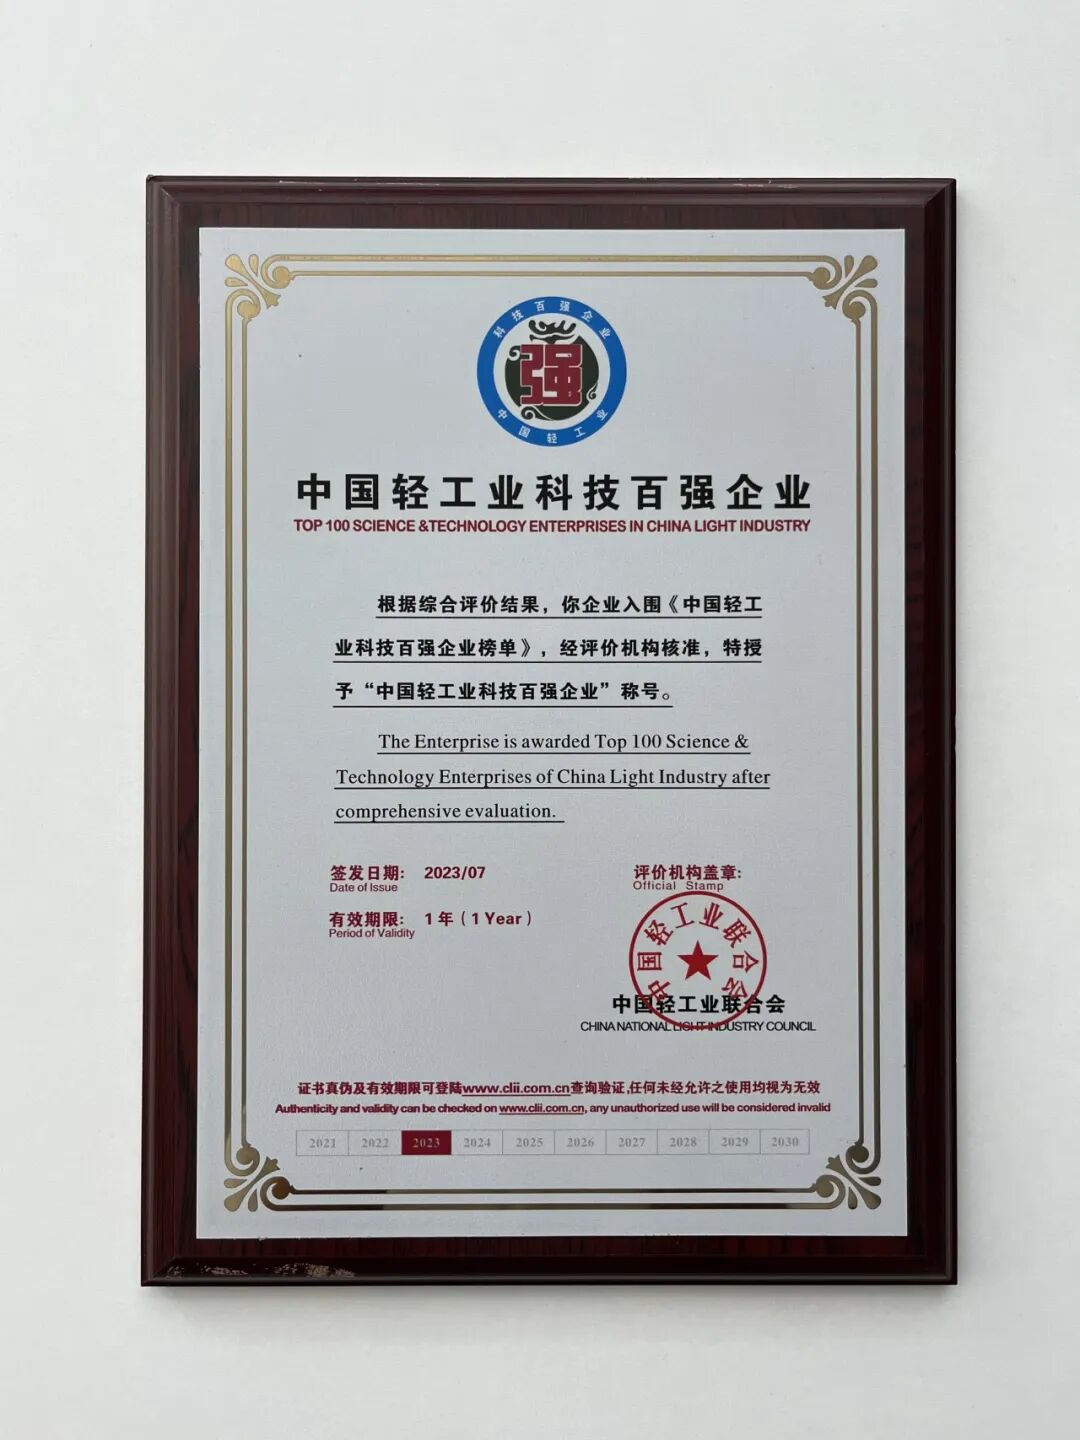 科技百强企业
强
中国轻工业
中国轻工业科技百强企业
TOP 100 SCIENCE &TECHNOLOGY ENTERPRISES IN CHINA LIGHT INDUSTRY
根据综合评价结果，你企业入围《中国轻工
业科技百强企业榜单》，经评价机构核准，特授
予“中国轻工业科技百强企业”称号。
The Enterprise is awarded Top 100 Science &
Technology Enterprises of China Light Industry after
comprehensive evaluation.
签发日期: 2023/07
Date of Issue
有效期限: 1 年（1 Year）
Period of Validity
评价机构盖章:
Official Stamp
中国轻工业联合会
中国轻工业联合会
CHINA NATIONAL LIGHT INDUSTRY COUNCIL
证书真伪及有效期限可登陆www.clii.com.cn查询验证,任何未经允许之使用均视为无效
Authenticity and validity can be checked on www.clii.com.cn, any unauthorized use will be considered invalid
2021 2022 2023 2024 2025 2026 2027 2028 2029 2030